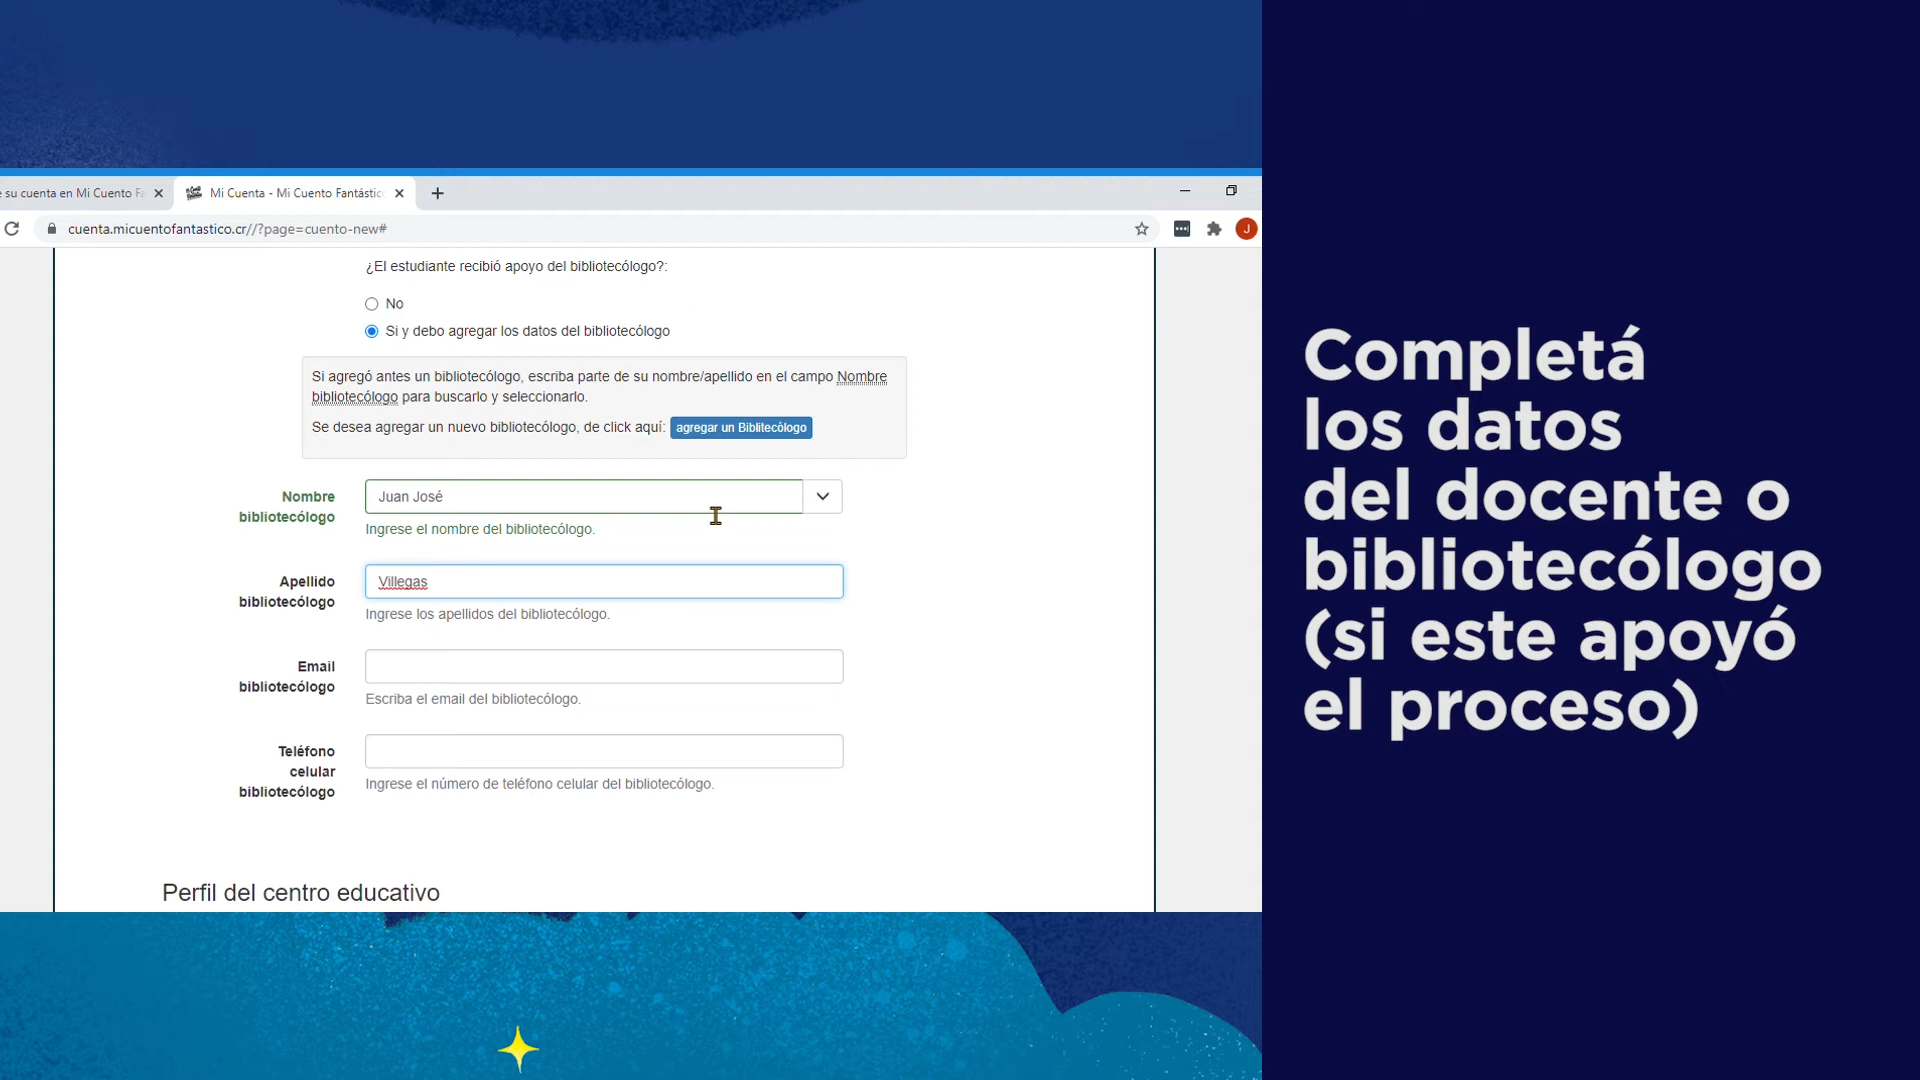 e su cuenta en Mi Cuento Fa
Mi Cuenta - Mi Cuento Fantástic
cuenta.micuentofantastico.cr//?page=cuento-new#
J
¿El estudiante recibió apoyo del bibliotecólogo?:
No
Si y debo agregar los datos del bibliotecólogo
Si agregó antes un bibliotecólogo, escriba parte de su nombre/apellido en el campo Nombre
bibliotecólogo para buscarlo y seleccionarlo.
Se desea agregar un nuevo bibliotecólogo, de click aquí: agregar un Biblitecólogo
Nombre
bibliotecólogo
Juan José
Ingrese el nombre del bibliotecólogo.
Apellido
bibliotecólogo
Villegas
Ingrese los apellidos del bibliotecólogo.
Email
bibliotecólogo
Escriba el email del bibliotecólogo.
Teléfono
celular
bibliotecólogo
Ingrese el número de teléfono celular del bibliotecólogo.
Perfil del centro educativo
Completá
los datos
del docente o
bibliotecólogo
(si este apoyó
el proceso)